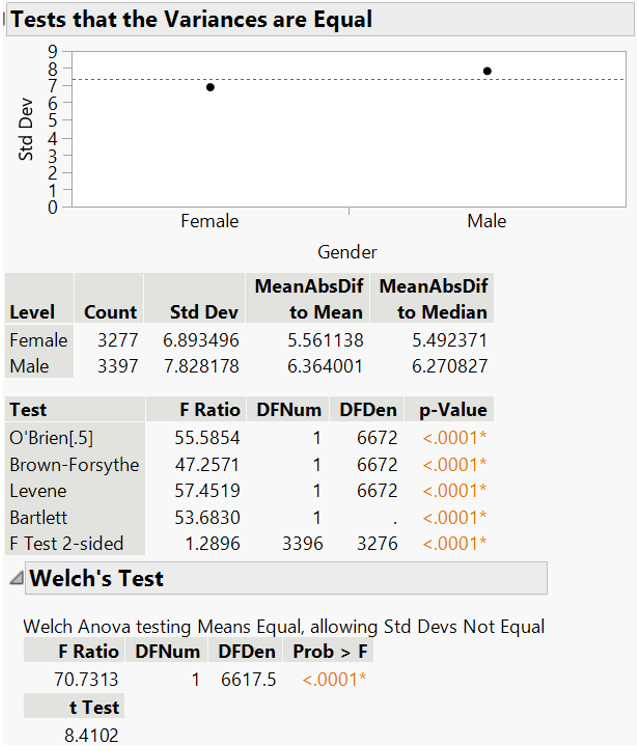 Tests that the Variances are Equal
9
8
7
6
5
4
3
2
1
0
Std Dev
Female Male
Gender
MeanAbsDif MeanAbsDif
Level Count Std Dev to Mean to Median
Female 3277 6.893496 5.561138 5.492371
Male 3397 7.828178 6.364001 6.270827
Test F Ratio DFNum DFDen p-Value
O'Brien[.5] 55.5854 1 6672 <.0001*
Brown-Forsythe 47.2571 1 6672 <.0001*
Levene 57.4519 1 6672 <.0001*
Bartlett 53.6830 1 . <.0001*
F Test 2-sided 1.2896 3396 3276 <.0001*
Welch's Test
Welch Anova testing Means Equal, allowing Std Devs Not Equal
F Ratio DFNum DFDen Prob > F
70.7313 1 6617.5 <.0001*
t Test
8.4102